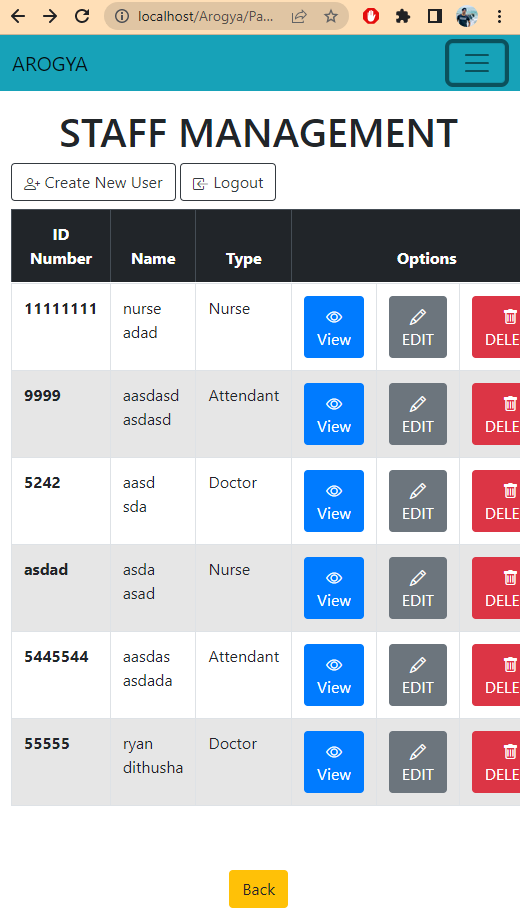 localhost/Arogya/Pa...
AROGYA
STAFF MANAGEMENT
Create New User Logout
ID
Number Name Type Options
11111111 nurse Nurse
adad View EDIT DELE
9999 aasdasd Attendant
asdasd View EDIT DELE
5242 aasd Doctor
sda View EDIT DELE
asdad asda Nurse
asad View EDIT DELE
5445544 aasdas Attendant
asdada View EDIT DELE
55555 ryan Doctor
dithusha View EDIT DELE
Back